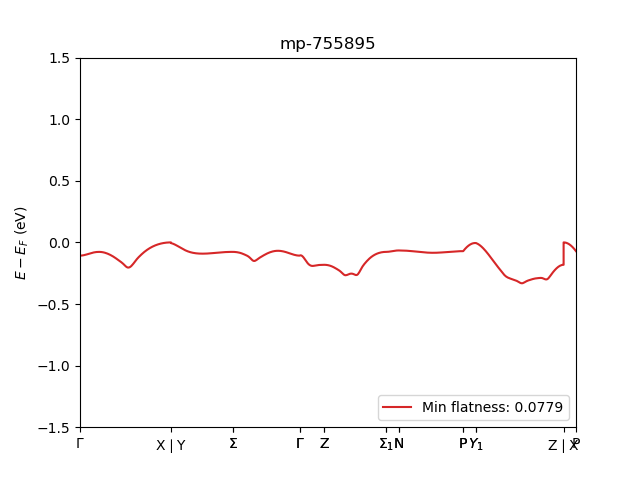 mp-755895
E − E_F (eV)
1.5
1.0
0.5
0.0
−0.5
−1.0
−1.5
Min flatness: 0.0779
Γ X | Y Σ Γ Z Σ₁ N P Y₁ Z | X P